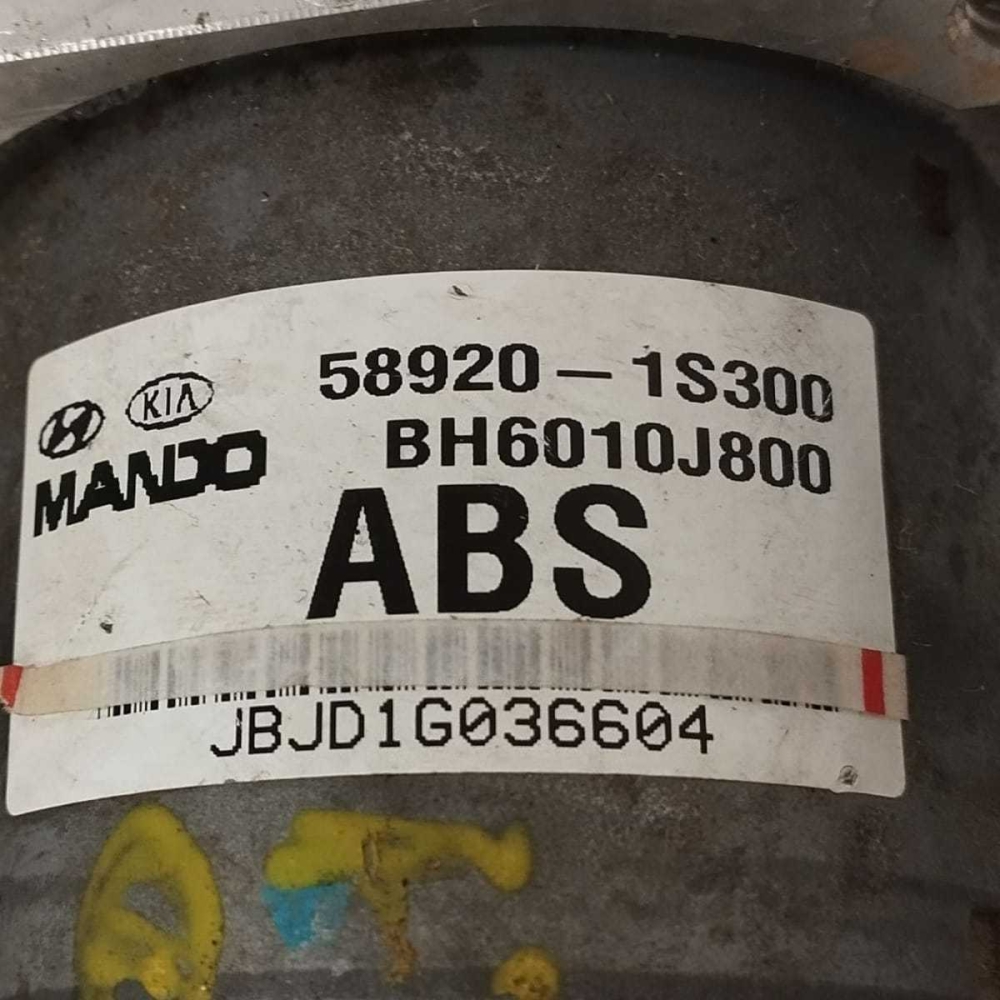 58920 – 1S300
KIA
BH6010J800
MANDO
ABS
JBJD1G036604